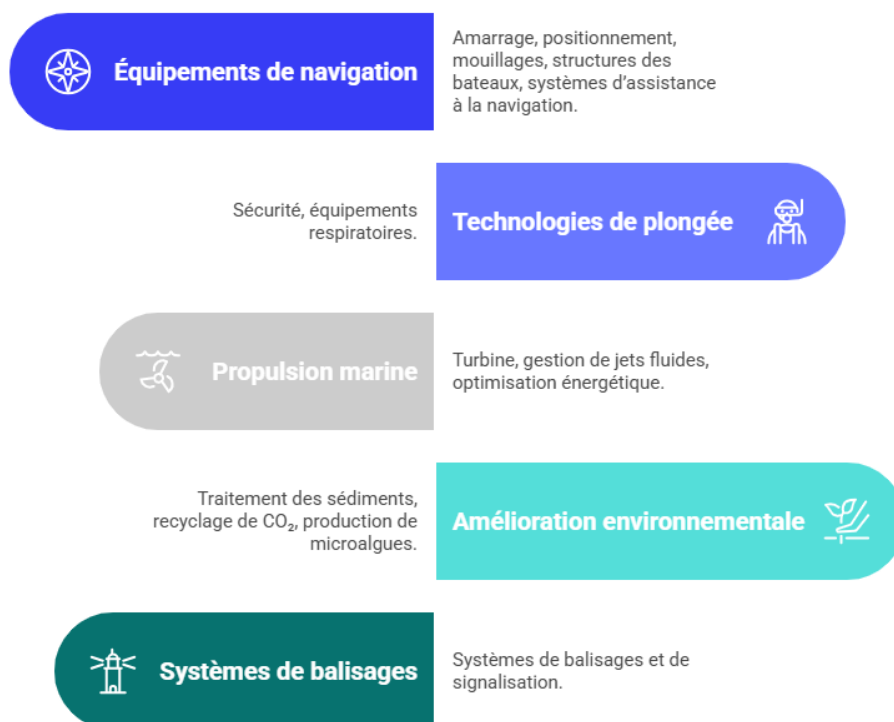 Équipements de navigation
Amarrage, positionnement,
mouillages, structures des
bateaux, systèmes d’assistance
à la navigation.
Sécurité, équipements
respiratoires.
Technologies de plongée
Propulsion marine
Turbine, gestion de jets fluides,
optimisation énergétique.
Traitement des sédiments,
recyclage de CO₂, production de
microalgues.
Amélioration environnementale
Systèmes de balisages
Systèmes de balisages et de
signalisation.